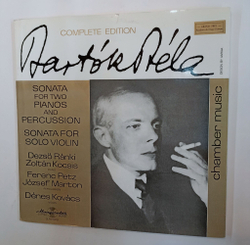 COMPLETE EDITION
Bartók Béla
SONATA
FOR TWO
PIANOS
AND
PERCUSSION
SONATA FOR
SOLO VIOLIN
Dezső Ránki
Zoltán Kocsis
Ferenc Petz
József Marton
Dénes Kovács
chamber music